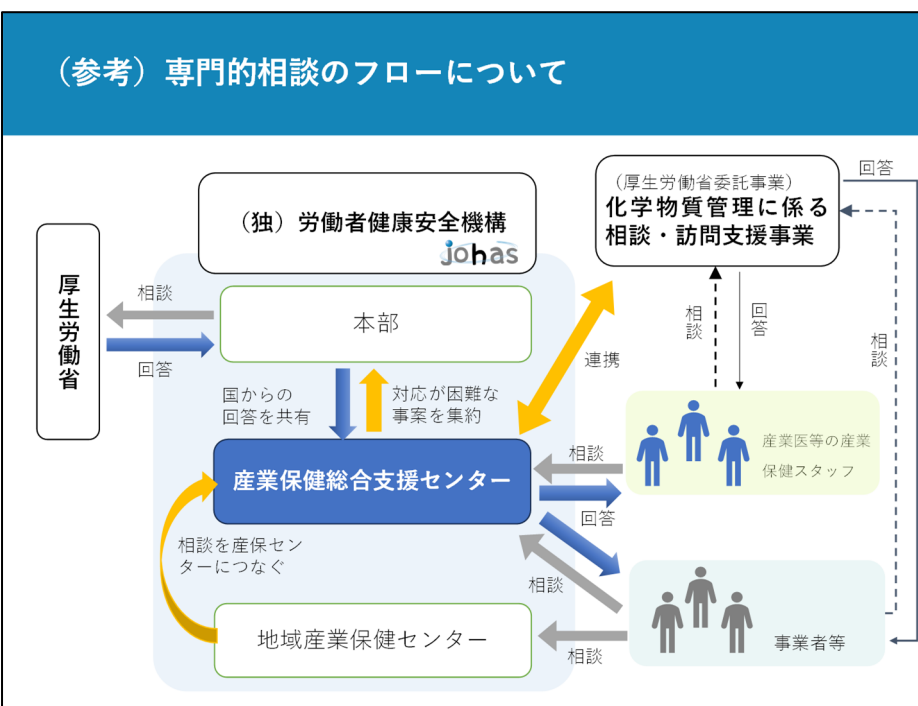 （参考）専門的相談のフローについて
回答
（厚生労働省委託事業）
化学物質管理に係る
相談・訪問支援事業
（独）労働者健康安全機構
johas
厚生労働省
相談
回答
本部
連携
相談
回答
相談
国からの
回答を共有
対応が困難な
事案を集約
産業医等の産業
保健スタッフ
産業保健総合支援センター
相談
回答
相談を産保セン
ターにつなぐ
相談
地域産業保健センター
相談
事業者等